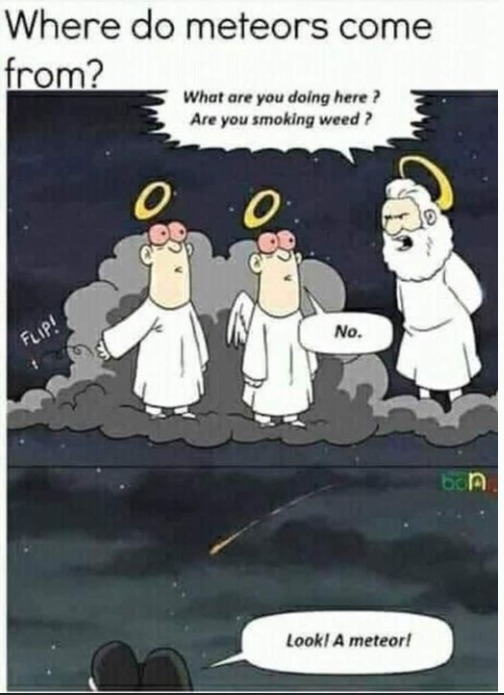 Where do meteors come
from?
What are you doing here ?
Are you smoking weed ?
FLIP!
No.
Look! A meteor!